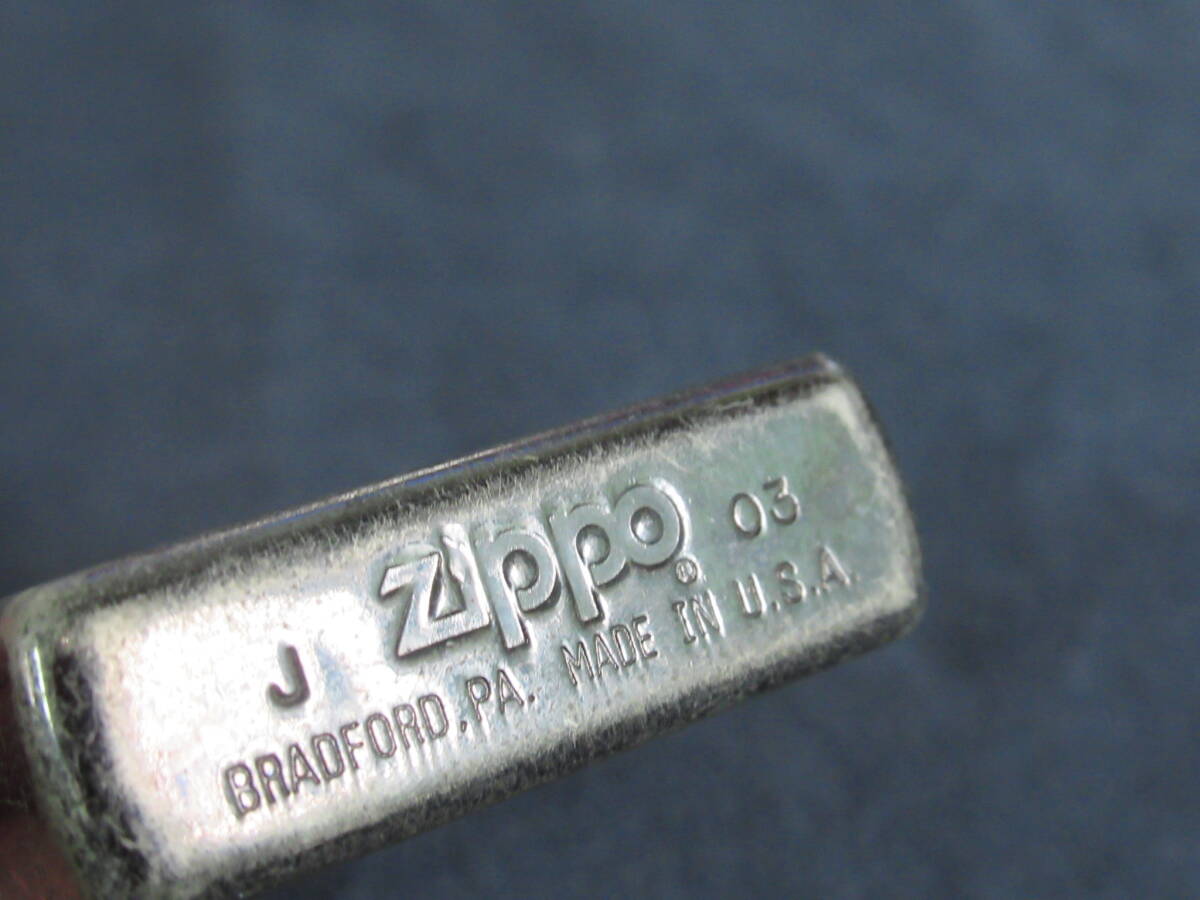 J Zippo® 03
BRADFORD, PA. MADE IN U.S.A.